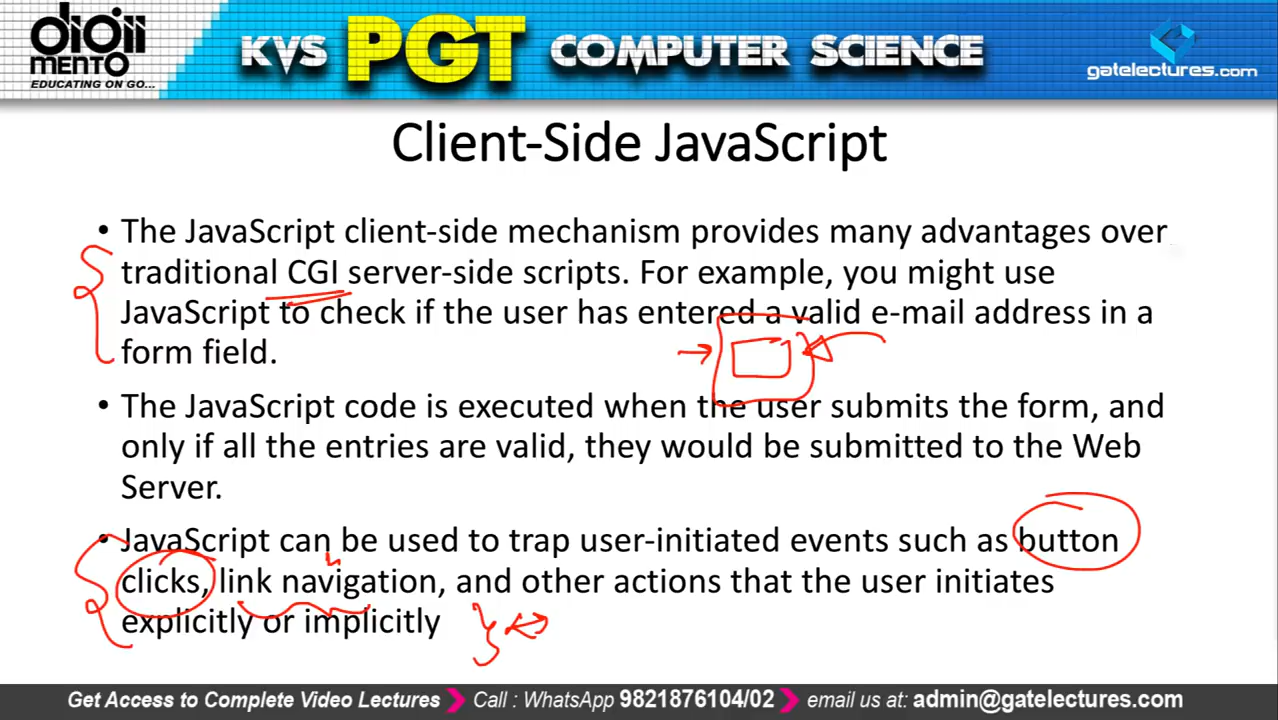 digii
MENTO
EDUCATING ON GO...
KVS PGT COMPUTER SCIENCE
gatelectures.com
Client-Side JavaScript
• The JavaScript client-side mechanism provides many advantages over
traditional CGI server-side scripts. For example, you might use
JavaScript to check if the user has entered a valid e-mail address in a
form field.
• The JavaScript code is executed when the user submits the form, and
only if all the entries are valid, they would be submitted to the Web
Server.
• JavaScript can be used to trap user-initiated events such as button
clicks, link navigation, and other actions that the user initiates
explicitly or implicitly
Get Access to Complete Video Lectures Call : WhatsApp 9821876104/02 email us at: admin@gatelectures.com